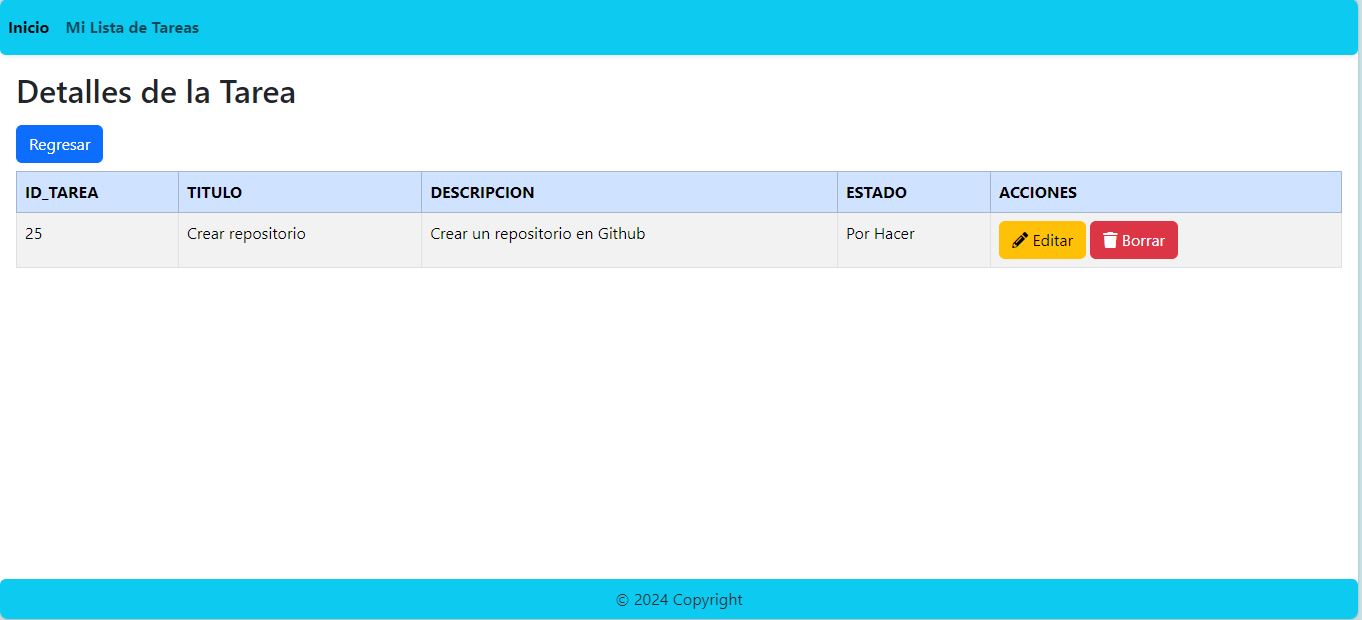 Inicio Mi Lista de Tareas
Detalles de la Tarea
Regresar
ID_TAREA TITULO DESCRIPCION ESTADO ACCIONES
25 Crear repositorio Crear un repositorio en Github Por Hacer Editar Borrar
© 2024 Copyright